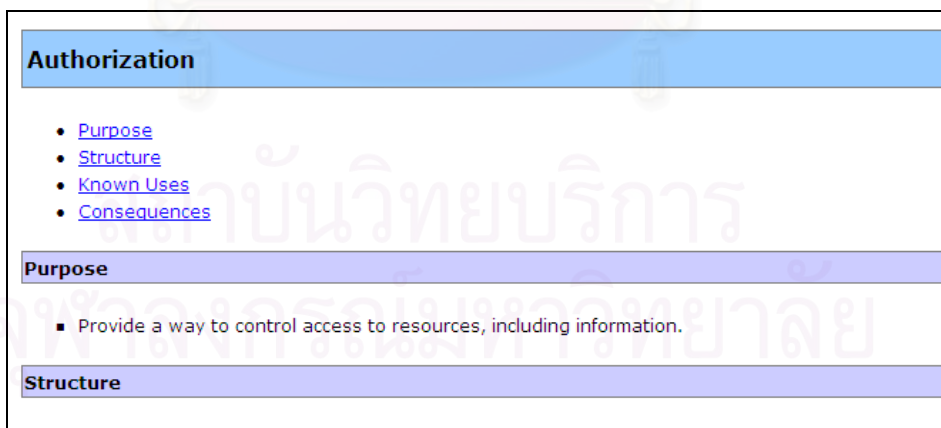 Authorization
Purpose
Structure
Known Uses
Consequences
สถาบันวิทยบริการ
Purpose
จุฬาลงกรณ์มหาวิทยาลัย
Provide a way to control access to resources, including information.
Structure